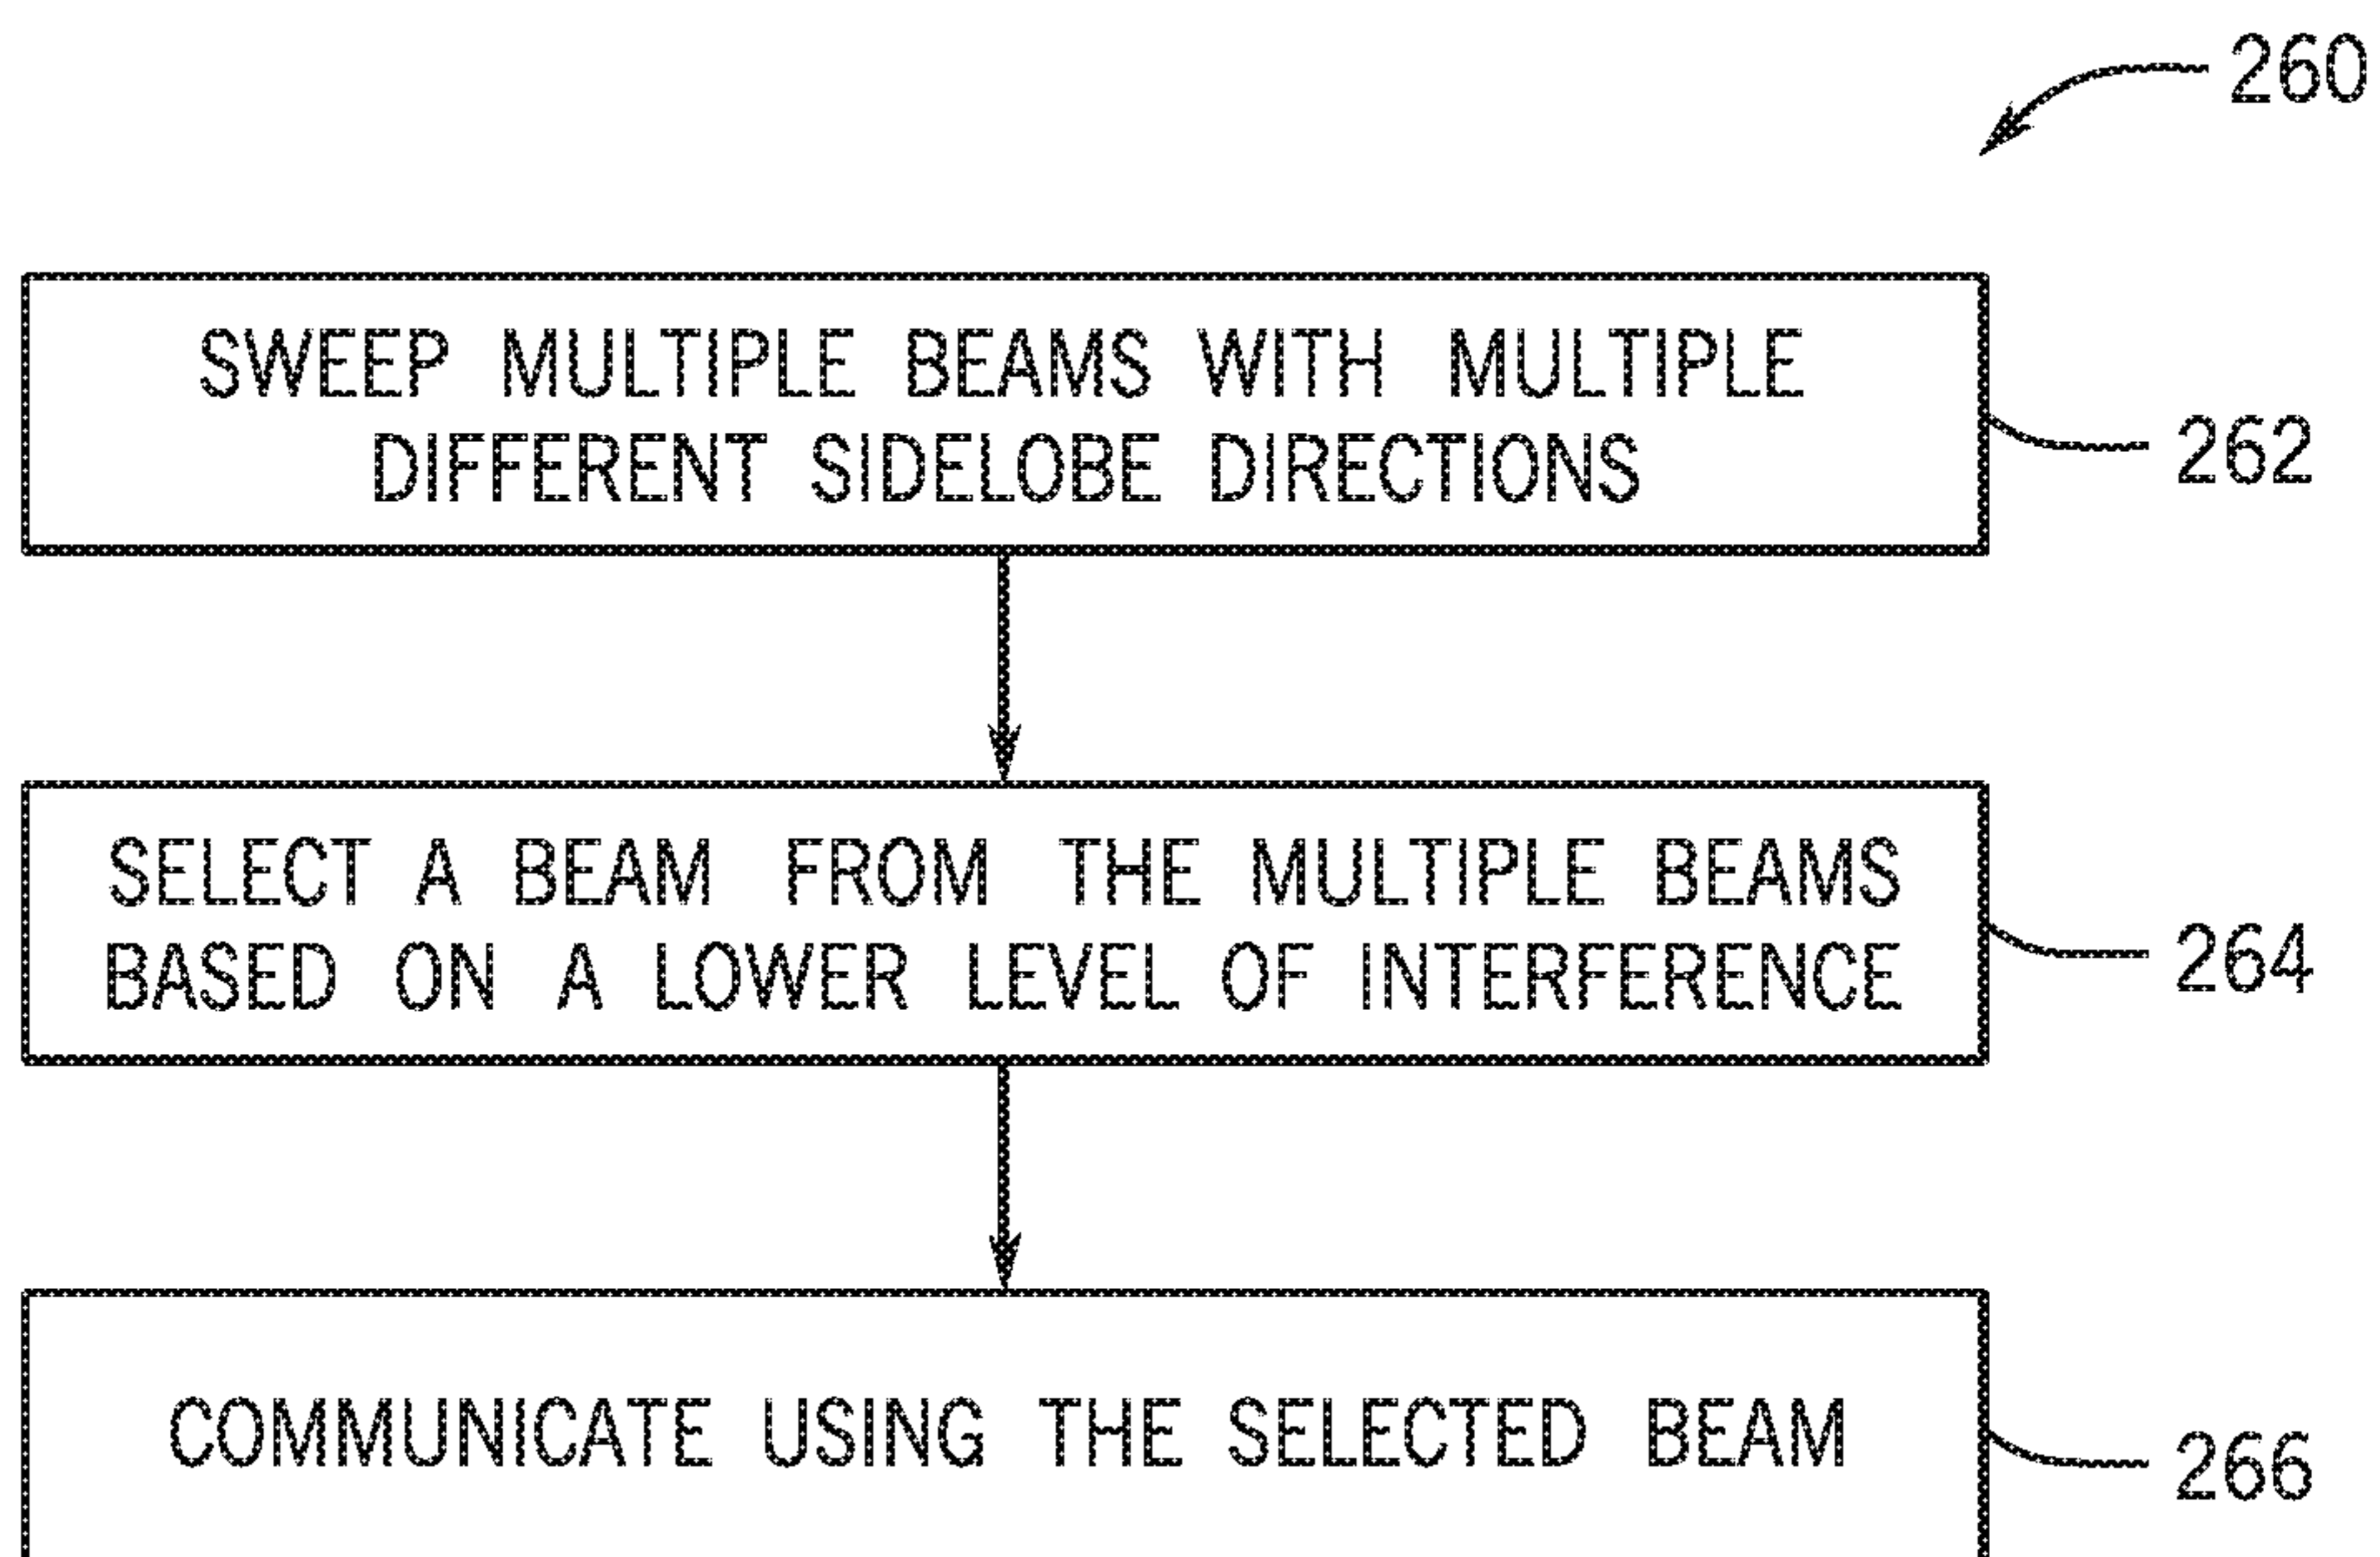 260
SWEEP MULTIPLE BEAMS WITH MULTIPLE
DIFFERENT SIDELOBE DIRECTIONS
262
SELECT A BEAM FROM THE MULTIPLE BEAMS
BASED ON A LOWER LEVEL OF INTERFERENCE
264
COMMUNICATE USING THE SELECTED BEAM
266